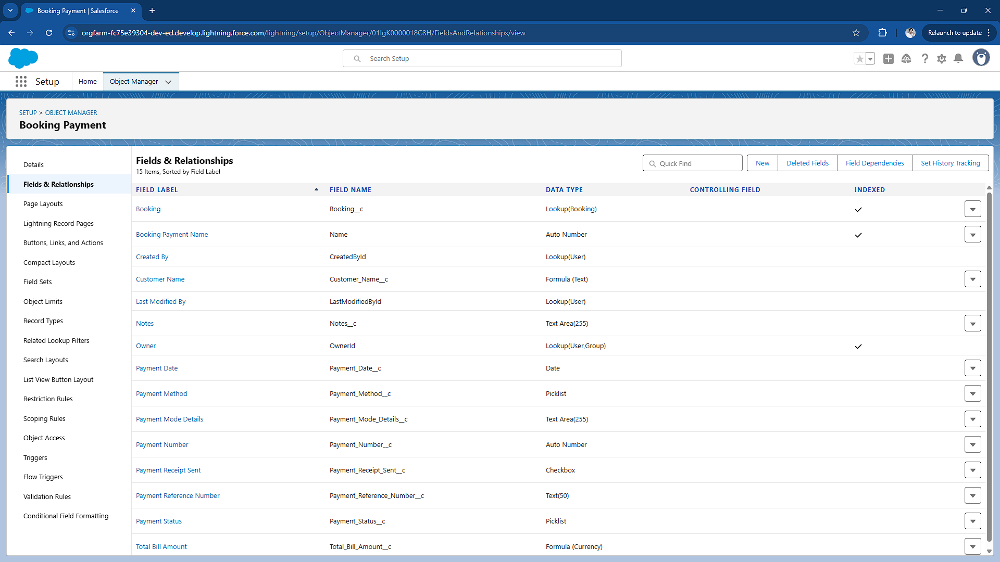 Booking Payment | Salesforce
orgfarm-fc75e39304-dev-ed.develop.lightning.force.com/lightning/setup/ObjectManager/01IgK0000018C8H/FieldsAndRelationships/view
Relaunch to update
Search Setup
Setup
Home
Object Manager
SETUP > OBJECT MANAGER
Booking Payment
Details
Fields & Relationships
Page Layouts
Lightning Record Pages
Buttons, Links, and Actions
Compact Layouts
Field Sets
Object Limits
Record Types
Related Lookup Filters
Search Layouts
List View Button Layout
Restriction Rules
Scoping Rules
Object Access
Triggers
Flow Triggers
Validation Rules
Conditional Field Formatting
Fields & Relationships
15 Items, Sorted by Field Label
Quick Find
New
Deleted Fields
Field Dependencies
Set History Tracking
FIELD LABEL FIELD NAME DATA TYPE CONTROLLING FIELD INDEXED
Booking Booking__c Lookup(Booking)
Booking Payment Name Name Auto Number
Created By CreatedById Lookup(User)
Customer Name Customer_Name__c Formula (Text)
Last Modified By LastModifiedById Lookup(User)
Notes Notes__c Text Area(255)
Owner OwnerId Lookup(User,Group)
Payment Date Payment_Date__c Date
Payment Method Payment_Method__c Picklist
Payment Mode Details Payment_Mode_Details__c Text Area(255)
Payment Number Payment_Number__c Auto Number
Payment Receipt Sent Payment_Receipt_Sent__c Checkbox
Payment Reference Number Payment_Reference_Number__c Text(50)
Payment Status Payment_Status__c Picklist
Total Bill Amount Total_Bill_Amount__c Formula (Currency)